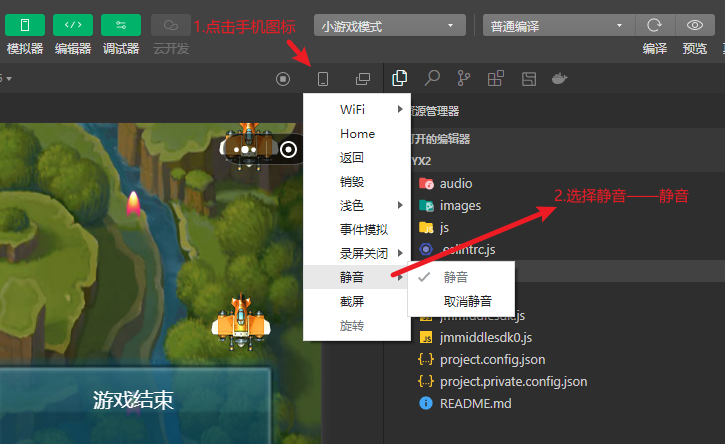 1.点击手机图标
小游戏模式
普通编译
模拟器
编辑器
调试器
云开发
编译
预览
WiFi
Home
返回
销毁
浅色
事件模拟
录屏关闭
静音
截屏
旋转
静音
取消静音
2.选择静音——静音
资源管理器
打开的编辑器
YX2
audio
images
js
.eslintrc.js
jmmiddlesdk.js
jmmiddlesdk0.js
project.config.json
project.private.config.json
README.md
游戏结束